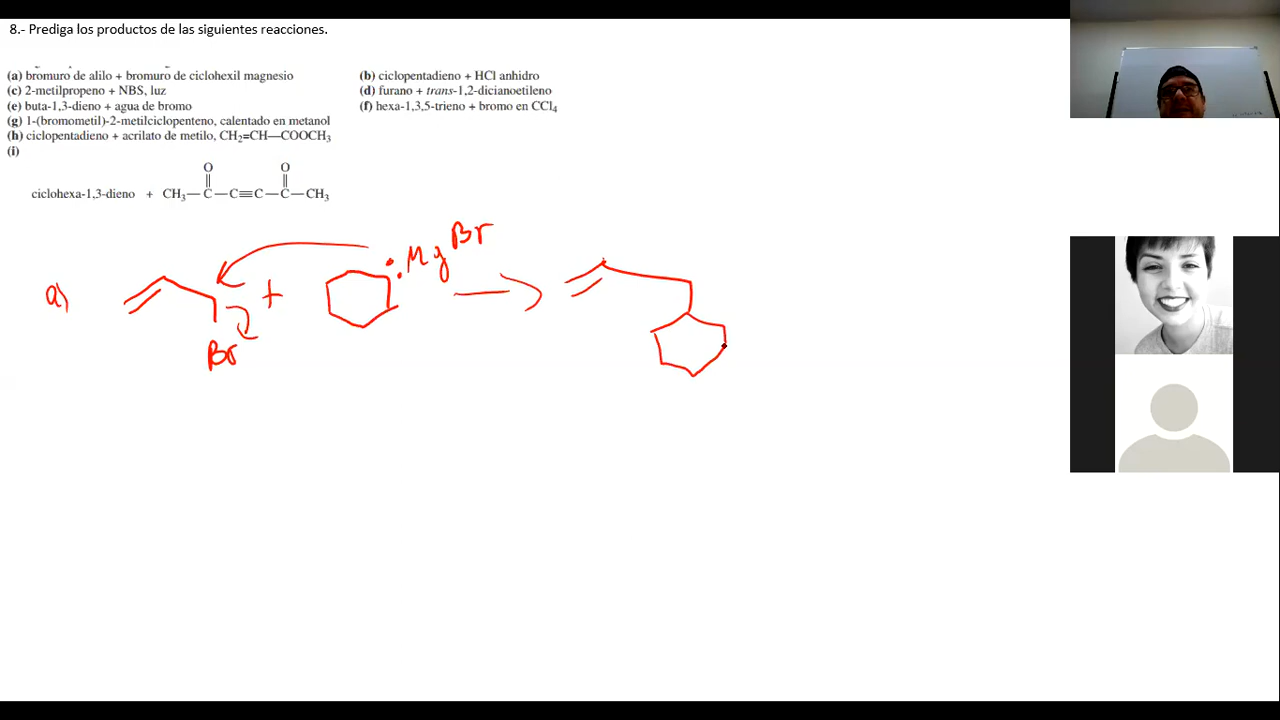 8.- Prediga los productos de las siguientes reacciones.
(a) bromuro de alilo + bromuro de ciclohexil magnesio
(b) ciclopentadieno + HCl anhidro
(c) 2-metilpropeno + NBS, luz
(d) furano + trans-1,2-dicianoetileno
(e) buta-1,3-dieno + agua de bromo
(f) hexa-1,3,5-trieno + bromo en CCl₄
(g) 1-(bromometil)-2-metilciclopenteno, calentado en metanol
(h) ciclopentadieno + acrilato de metilo, CH₂=CH—COOCH₃
(i)
O O
ciclohexa-1,3-dieno + CH₃—C—C≡C—C—CH₃
a) Br + MgBr